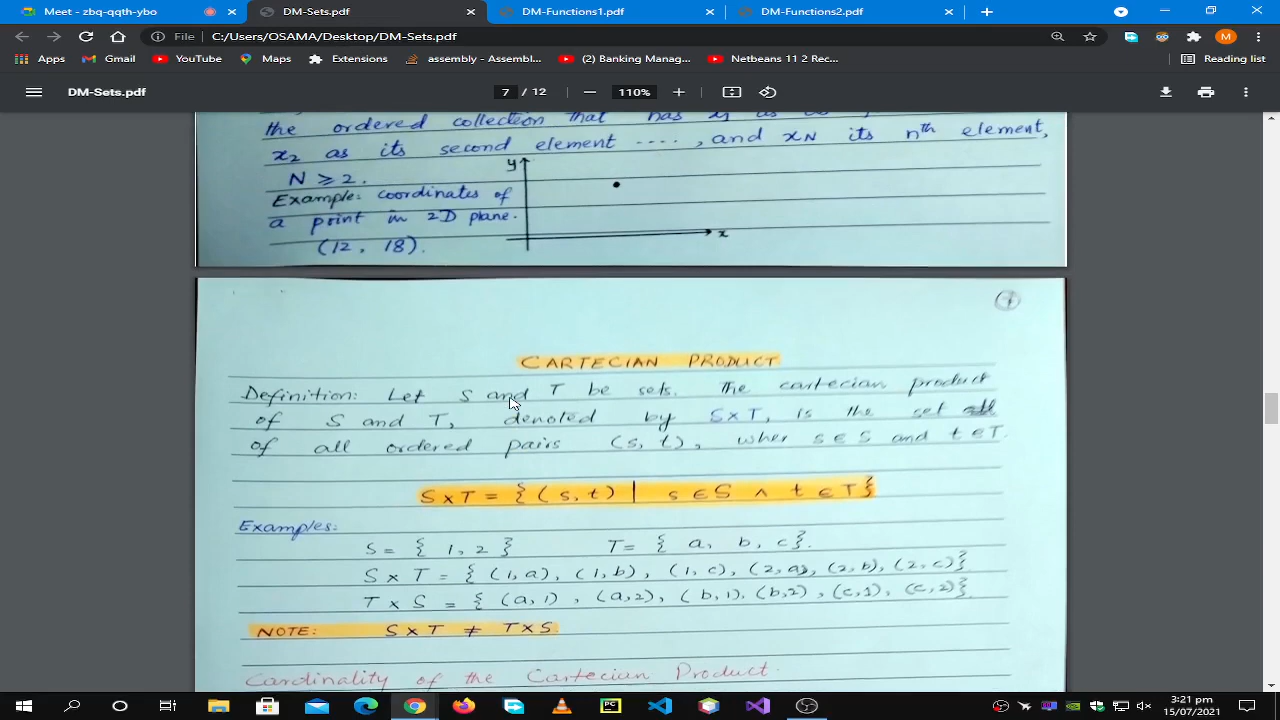 Meet - zbq-qqth-ybo
DM-Sets.pdf
DM-Functions1.pdf
DM-Functions2.pdf
File
C:/Users/OSAMA/Desktop/DM-Sets.pdf
M
Apps
Gmail
YouTube
Maps
Extensions
assembly - Assembl...
(2) Banking Manag...
Netbeans 11 2 Rec...
Reading list
DM-Sets.pdf
7 / 12
110%
the ordered collection that has
x₂ as its second element ...., and xN its nth element,
N ⩾ 2.
Example: coordinates of
a point in 2D plane.
(12, 18).
y
x
7
CARTECIAN PRODUCT
Definition: Let S and T be sets. The cartecian product
of S and T, denoted by S×T, is the set
of all ordered pairs (s, t), wher s∈S and t∈T.
S×T = {(s,t) | s∈S ∧ t∈T}
Examples:
S = { 1, 2 } T = { a, b, c}.
S × T = { (1,a), (1,b), (1,c), (2,a), (2,b), (2,c)}
T × S = { (a,1), (a,2), (b,1), (b,2), (c,1), (c,2)}.
NOTE: S×T ≠ T×S.
Cardinality of the Cartecian Product.
3:21 pm
15/07/2021